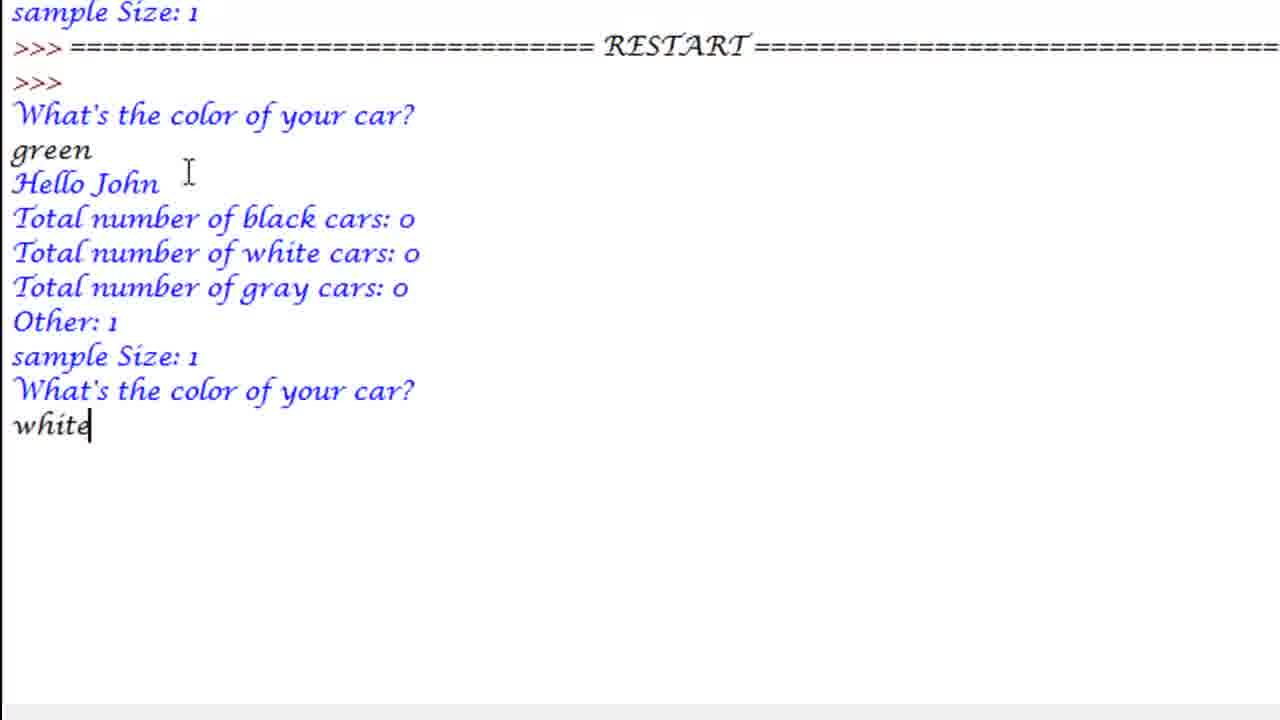 sample Size: 1
>>> ================================ RESTART ================================
>>>
What's the color of your car?
green
Hello John
Total number of black cars: 0
Total number of white cars: 0
Total number of gray cars: 0
Other: 1
sample Size: 1
What's the color of your car?
white